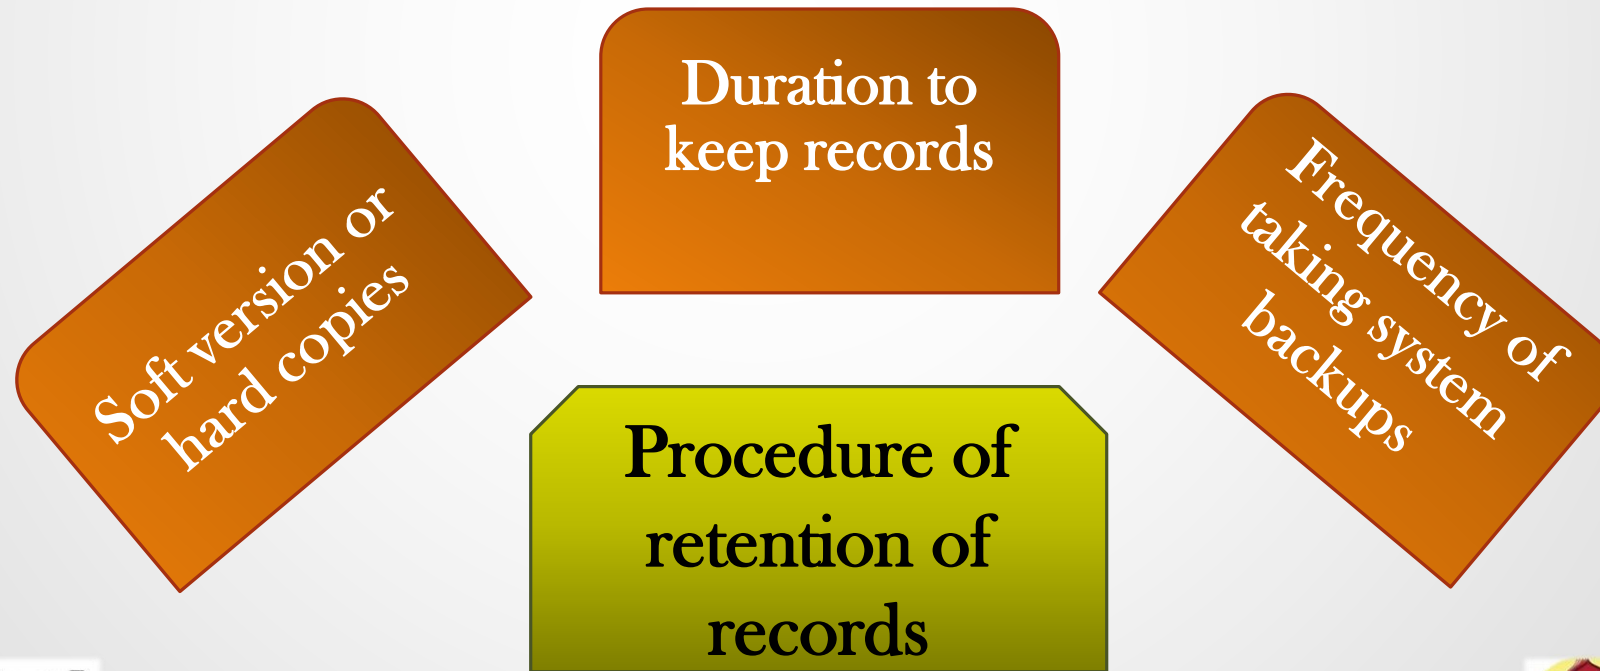 Duration to
keep records
Soft version or
hard copies
Frequency of
taking system
backups
Procedure of
retention of
records